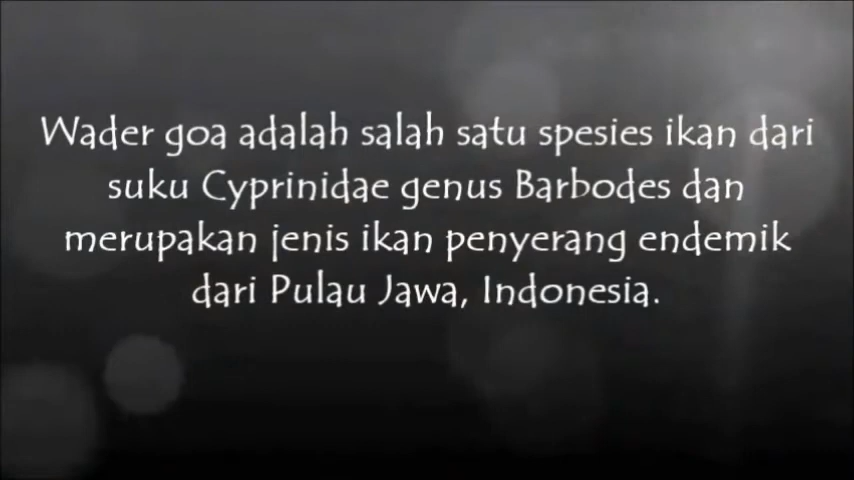 Wader goa adalah salah satu spesies ikan dari
suku Cyprinidae genus Barbodes dan
merupakan jenis ikan penyerang endemik
dari Pulau Jawa, Indonesia.